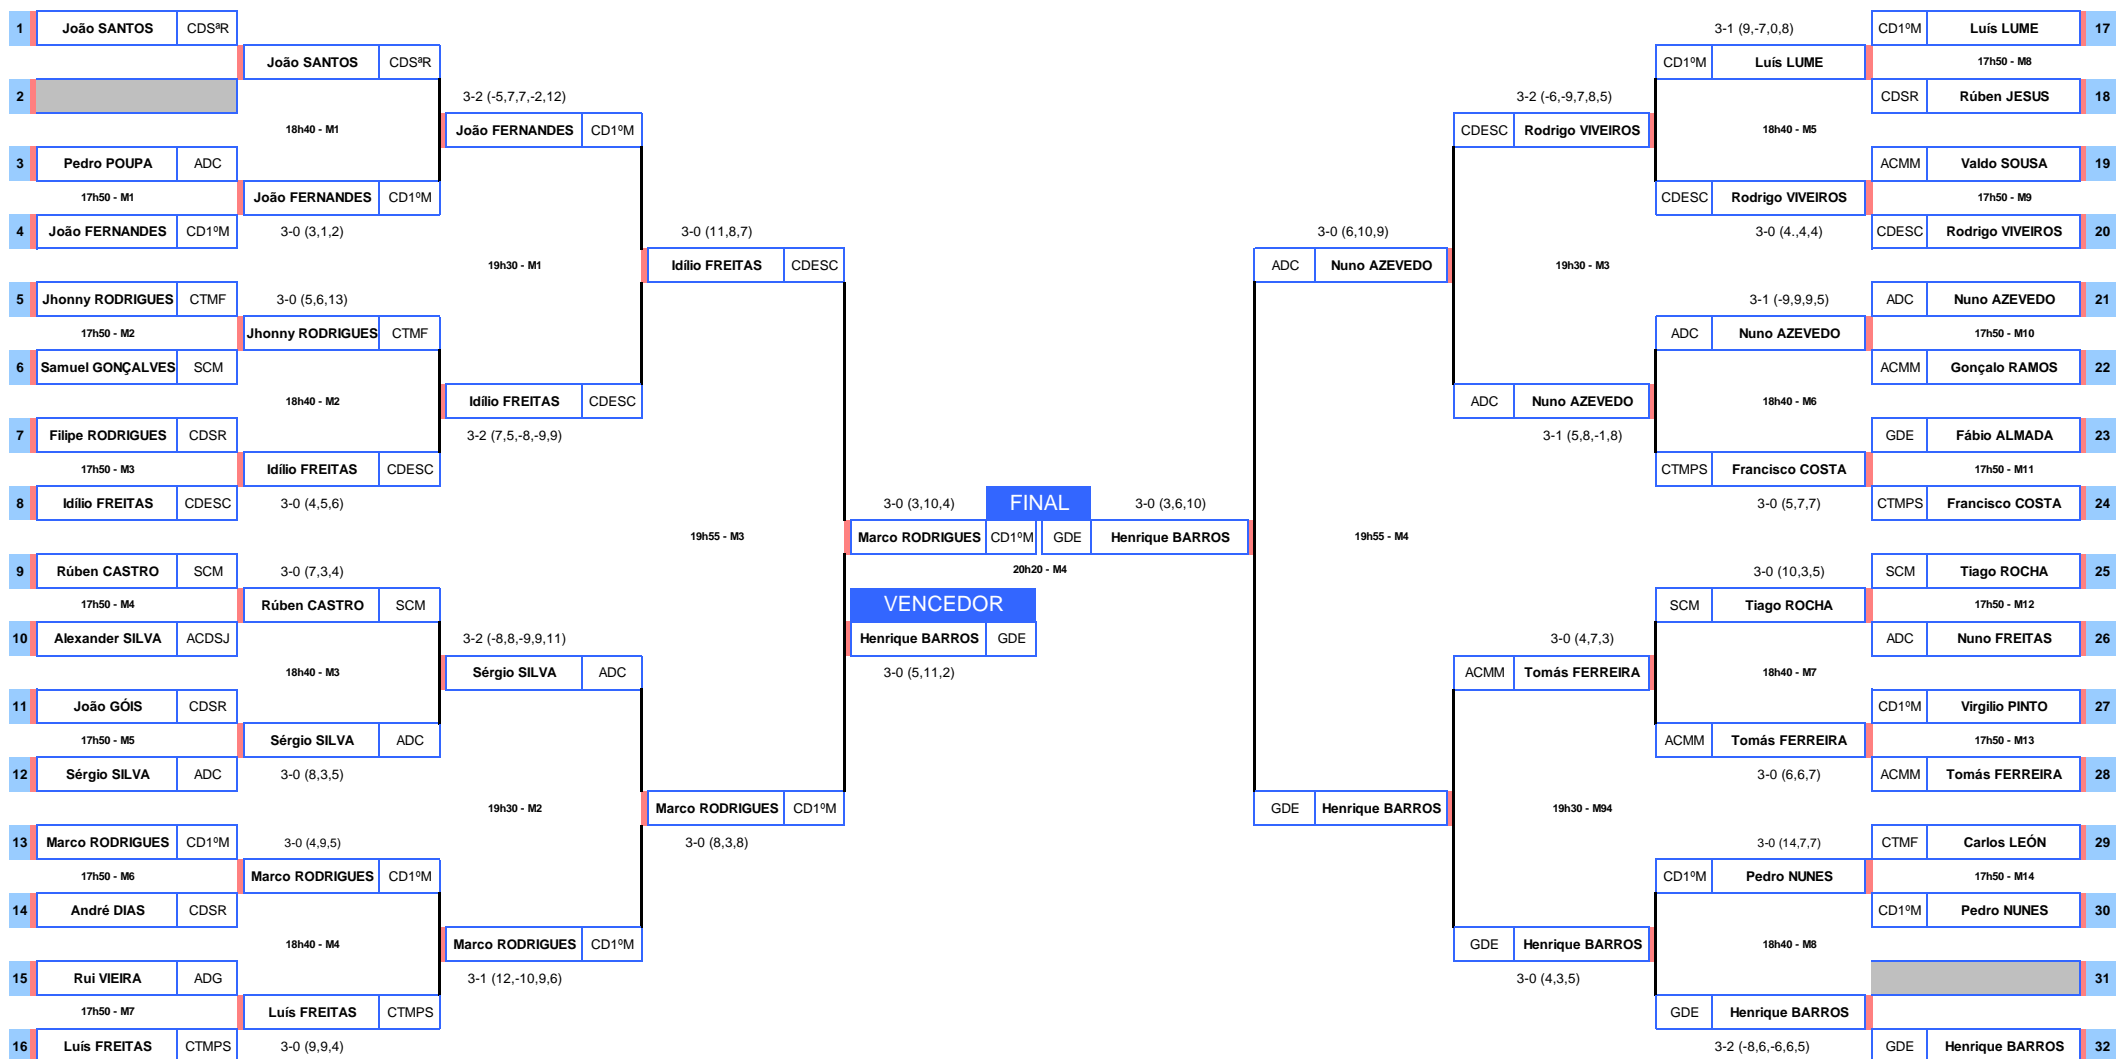 1 João SANTOS CDSªR
João SANTOS CDSªR
2
3-2 (-5,7,7,-2,12)
18h40 - M1
João FERNANDES CD1ºM
3 Pedro POUPA ADC
17h50 - M1
João FERNANDES CD1ºM
4 João FERNANDES CD1ºM
3-0 (3,1,2)
3-0 (11,8,7)
19h30 - M1
Idílio FREITAS CDESC
5 Jhonny RODRIGUES CTMF
3-0 (5,6,13)
17h50 - M2
Jhonny RODRIGUES CTMF
6 Samuel GONÇALVES SCM
18h40 - M2
Idílio FREITAS CDESC
7 Filipe RODRIGUES CDSR
3-2 (7,5,-8,-9,9)
17h50 - M3
Idílio FREITAS CDESC
8 Idílio FREITAS CDESC
3-0 (4,5,6)
19h55 - M3
9 Rúben CASTRO SCM
3-0 (7,3,4)
17h50 - M4
Rúben CASTRO SCM
10 Alexander SILVA ACDSJ
3-2 (-8,8,-9,9,11)
18h40 - M3
Sérgio SILVA ADC
11 João GÓIS CDSR
17h50 - M5
Sérgio SILVA ADC
12 Sérgio SILVA ADC
3-0 (8,3,5)
19h30 - M2
Marco RODRIGUES CD1ºM
3-0 (8,3,8)
13 Marco RODRIGUES CD1ºM
3-0 (4,9,5)
17h50 - M6
Marco RODRIGUES CD1ºM
14 André DIAS CDSR
18h40 - M4
Marco RODRIGUES CD1ºM
3-1 (12,-10,9,6)
15 Rui VIEIRA ADG
17h50 - M7
Luís FREITAS CTMPS
16 Luís FREITAS CTMPS
3-0 (9,9,4)
3-0 (3,10,4)
FINAL
3-0 (3,6,10)
Marco RODRIGUES CD1ºM GDE Henrique BARROS
20h20 - M4
VENCEDOR
Henrique BARROS GDE
3-0 (5,11,2)
3-1 (9,-7,0,8)
CD1ºM Luís LUME 17
CD1ºM Luís LUME
17h50 - M8
3-2 (-6,-9,7,8,5)
CDSR Rúben JESUS 18
CDESC Rodrigo VIVEIROS
18h40 - M5
ACMM Valdo SOUSA 19
CDESC Rodrigo VIVEIROS
17h50 - M9
3-0 (4.,4,4)
CDESC Rodrigo VIVEIROS 20
3-0 (6,10,9)
ADC Nuno AZEVEDO
19h30 - M3
3-1 (-9,9,9,5)
ADC Nuno AZEVEDO 21
ADC Nuno AZEVEDO
17h50 - M10
ACMM Gonçalo RAMOS 22
ADC Nuno AZEVEDO
18h40 - M6
3-1 (5,8,-1,8)
GDE Fábio ALMADA 23
CTMPS Francisco COSTA
17h50 - M11
3-0 (5,7,7)
CTMPS Francisco COSTA 24
19h55 - M4
3-0 (10,3,5)
SCM Tiago ROCHA 25
SCM Tiago ROCHA
17h50 - M12
3-0 (4,7,3)
ADC Nuno FREITAS 26
ACMM Tomás FERREIRA
18h40 - M7
CD1ºM Virgilio PINTO 27
ACMM Tomás FERREIRA
17h50 - M13
3-0 (6,6,7)
ACMM Tomás FERREIRA 28
GDE Henrique BARROS
19h30 - M94
3-0 (14,7,7)
CTMF Carlos LEÓN 29
CD1ºM Pedro NUNES
17h50 - M14
CD1ºM Pedro NUNES 30
GDE Henrique BARROS
18h40 - M8
3-0 (4,3,5)
31
GDE Henrique BARROS
3-2 (-8,6,-6,6,5)
GDE Henrique BARROS 32